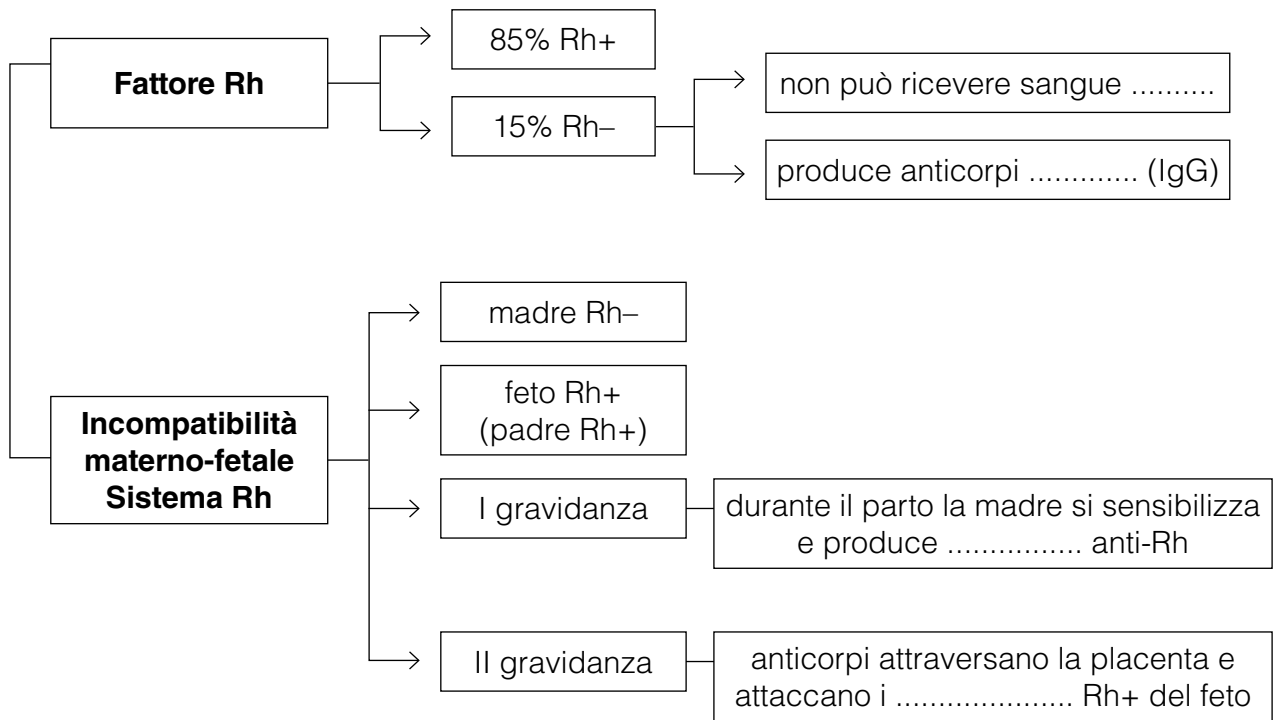 Fattore Rh
85% Rh+
15% Rh–
non può ricevere sangue ..........
produce anticorpi ............. (IgG)
Incompatibilità
materno-fetale
Sistema Rh
madre Rh–
feto Rh+
(padre Rh+)
I gravidanza
durante il parto la madre si sensibilizza
e produce ................ anti-Rh
II gravidanza
anticorpi attraversano la placenta e
attaccano i ..................... Rh+ del feto